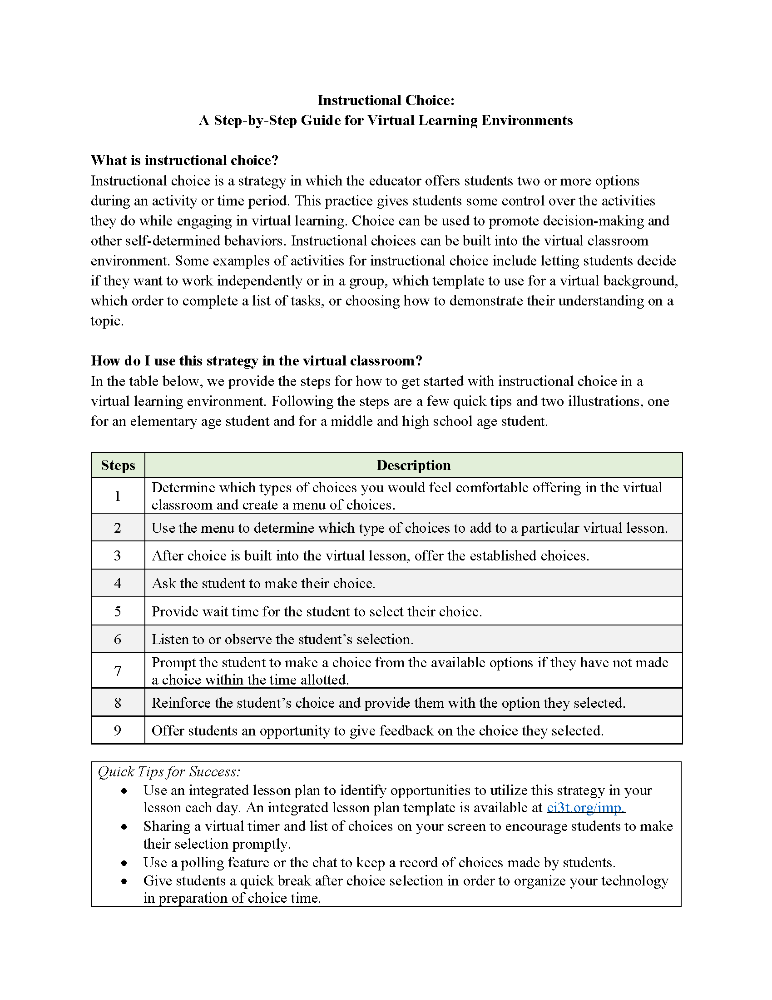 Instructional Choice:
A Step-by-Step Guide for Virtual Learning Environments
What is instructional choice?
Instructional choice is a strategy in which the educator offers students two or more options
during an activity or time period. This practice gives students some control over the activities
they do while engaging in virtual learning. Choice can be used to promote decision-making and
other self-determined behaviors. Instructional choices can be built into the virtual classroom
environment. Some examples of activities for instructional choice include letting students decide
if they want to work independently or in a group, which template to use for a virtual background,
which order to complete a list of tasks, or choosing how to demonstrate their understanding on a
topic.
How do I use this strategy in the virtual classroom?
In the table below, we provide the steps for how to get started with instructional choice in a
virtual learning environment. Following the steps are a few quick tips and two illustrations, one
for an elementary age student and for a middle and high school age student.
Steps Description
1 Determine which types of choices you would feel comfortable offering in the virtual
classroom and create a menu of choices.
2 Use the menu to determine which type of choices to add to a particular virtual lesson.
3 After choice is built into the virtual lesson, offer the established choices.
4 Ask the student to make their choice.
5 Provide wait time for the student to select their choice.
6 Listen to or observe the student’s selection.
7 Prompt the student to make a choice from the available options if they have not made
a choice within the time allotted.
8 Reinforce the student’s choice and provide them with the option they selected.
9 Offer students an opportunity to give feedback on the choice they selected.
Quick Tips for Success:
• Use an integrated lesson plan to identify opportunities to utilize this strategy in your
lesson each day. An integrated lesson plan template is available at ci3t.org/imp.
• Sharing a virtual timer and list of choices on your screen to encourage students to make
their selection promptly.
• Use a polling feature or the chat to keep a record of choices made by students.
• Give students a quick break after choice selection in order to organize your technology
in preparation of choice time.